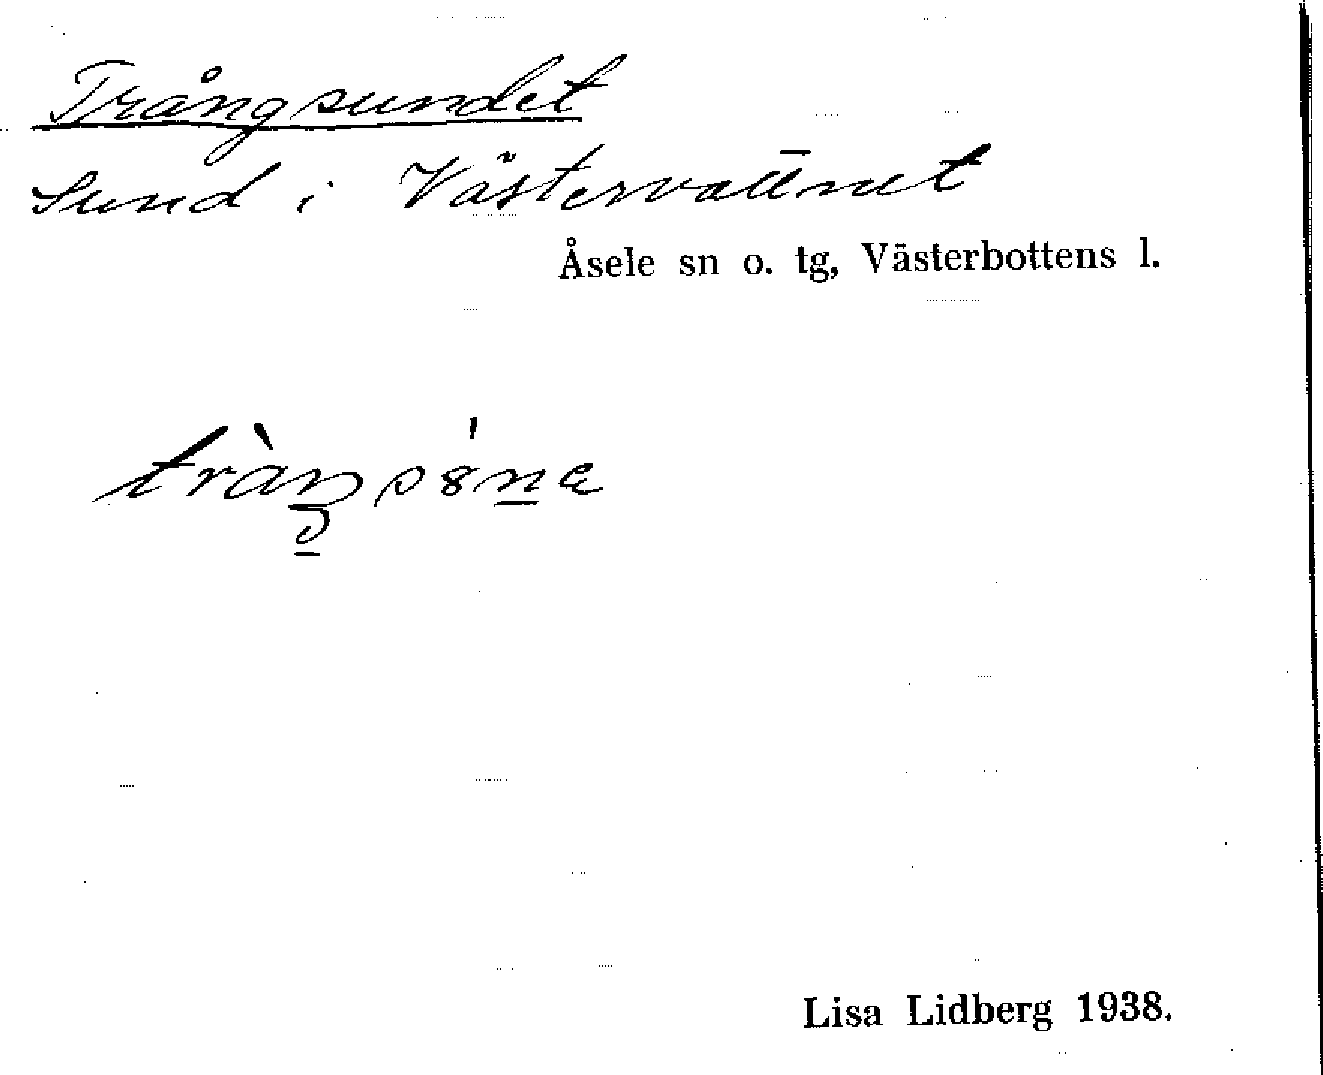 Trångsundet
Sund i Västervattnet
Åsele sn o. tg, Västerbottens l.
Lisa Lidberg 1938.